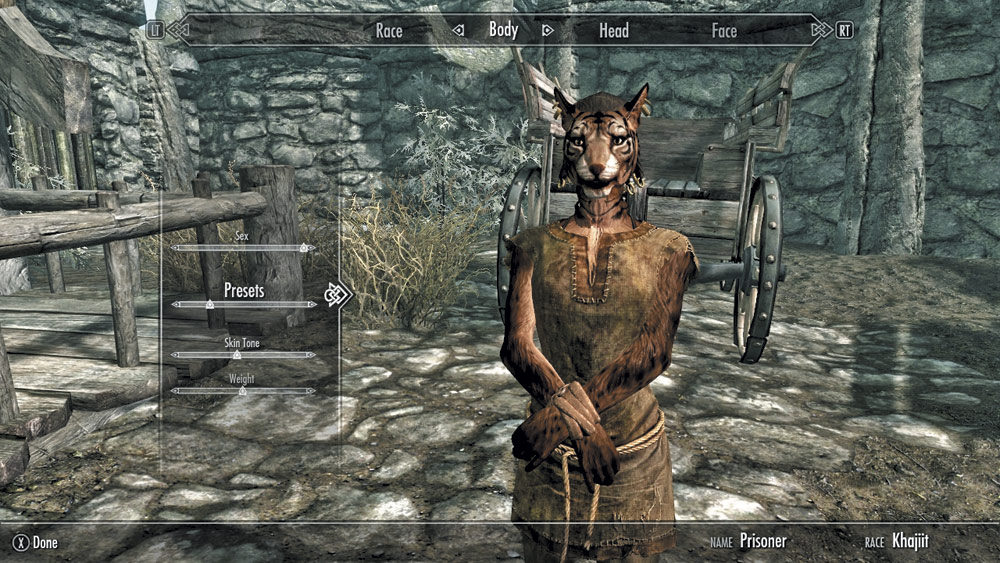 LT Race Body Head Face RT
Sex
Presets
Skin Tone
Weight
X Done NAME Prisoner RACE Khajiit